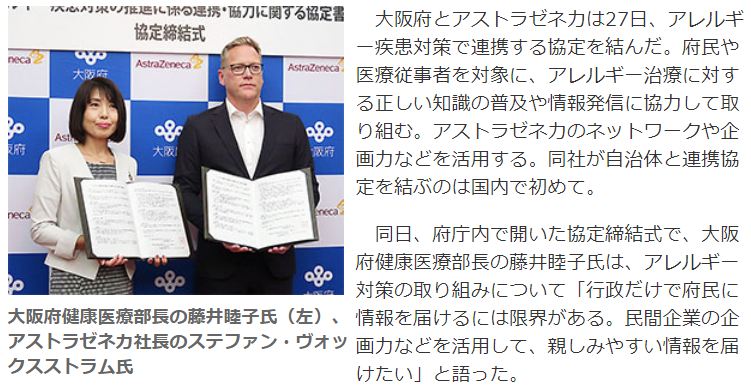 疾患対策の推進に係る連携・協力に関する協定書
協定締結式
AstraZeneca
大阪府
AstraZeneca
大阪府
大阪府
AstraZeneca
大阪府健康医療部長の藤井睦子氏（左）、
アストラゼネカ社長のステファン・ヴォッ
クスストラム氏
大阪府とアストラゼネカは27日、アレルギ
ー疾患対策で連携する協定を結んだ。府民や
医療従事者を対象に、アレルギー治療に対す
る正しい知識の普及や情報発信に協力して取
り組む。アストラゼネカのネットワークや企
画力などを活用する。同社が自治体と連携協
定を結ぶのは国内で初めて。
同日、府庁内で開いた協定締結式で、大阪
府健康医療部長の藤井睦子氏は、アレルギー
対策の取り組みについて「行政だけで府民に
情報を届けるには限界がある。民間企業の企
画力などを活用して、親しみやすい情報を届
けたい」と語った。